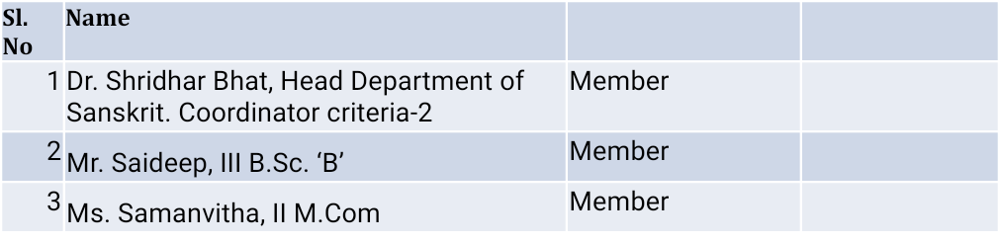 Sl. Name
No
1 Dr. Shridhar Bhat, Head Department of Member
Sanskrit. Coordinator criteria-2
2 Mr. Saideep, III B.Sc. ‘B’ Member
3 Ms. Samanvitha, II M.Com Member